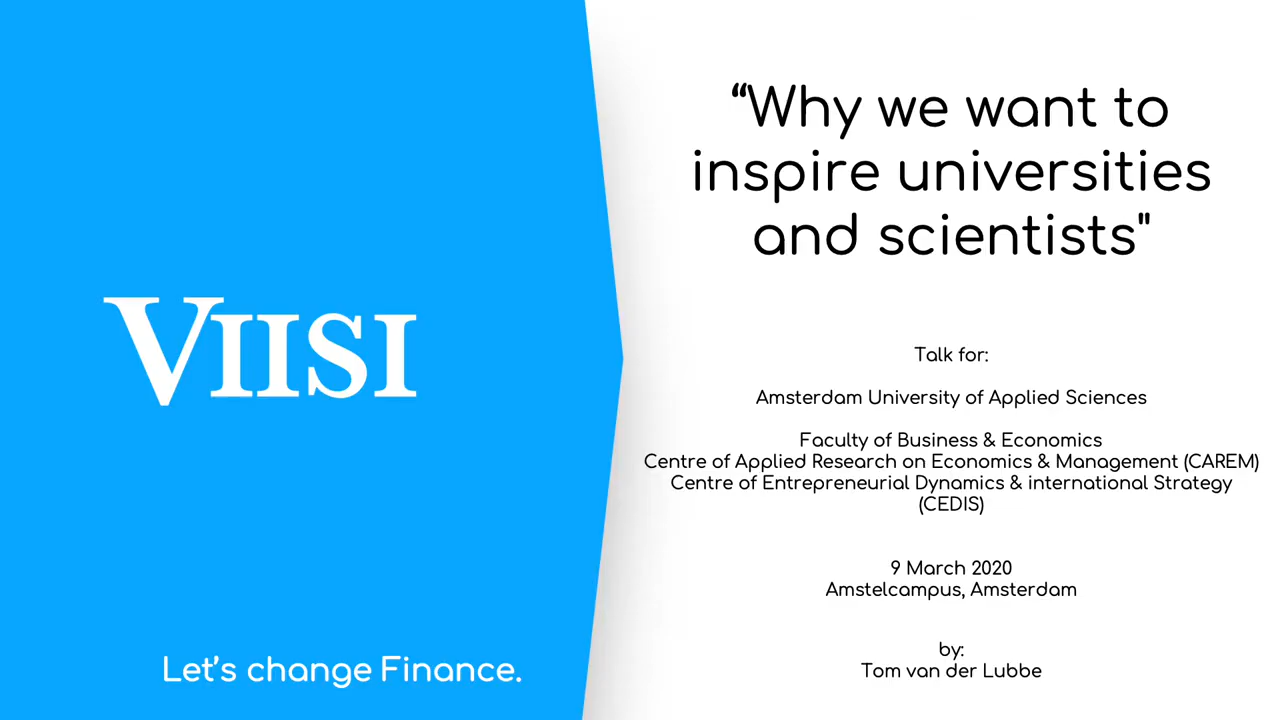 VIISI
Let's change Finance.
“Why we want to
inspire universities
and scientists"
Talk for:
Amsterdam University of Applied Sciences
Faculty of Business & Economics
Centre of Applied Research on Economics & Management (CAREM)
Centre of Entrepreneurial Dynamics & international Strategy
(CEDIS)
9 March 2020
Amstelcampus, Amsterdam
by:
Tom van der Lubbe